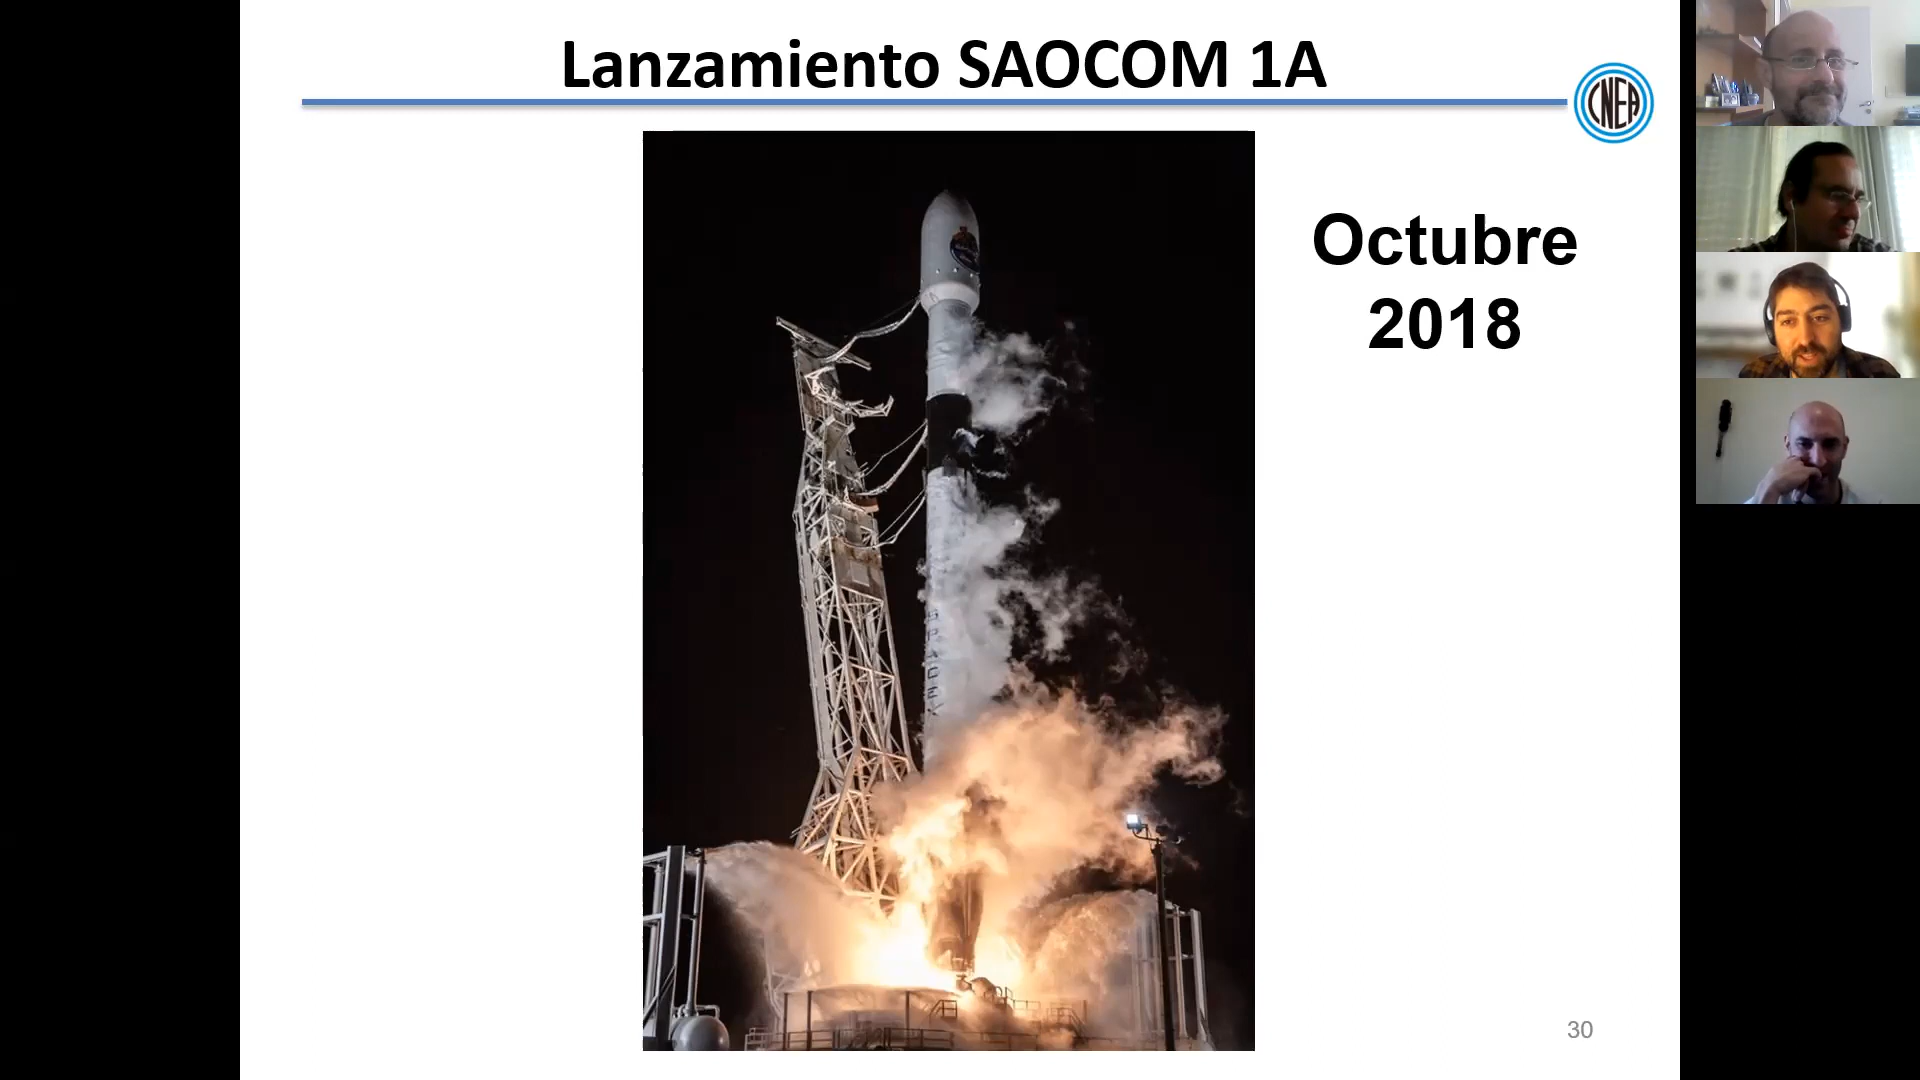 Lanzamiento SAOCOM 1A
CNEA
Octubre
2018
SPACEX
30